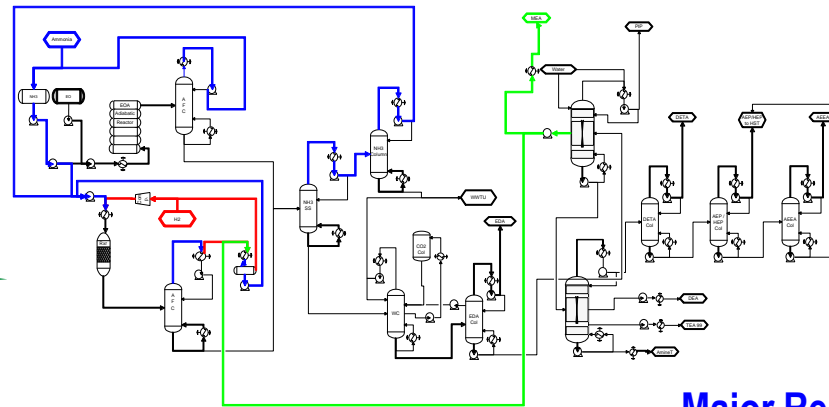 MEA
PIP
Ammonia
Water
NH3
EO
EDA
Adiabatic
Reactor
A
F
C
DETA
AEP/HEP
to HST
AEEA
NH3
Column
NH3
SS
WWTU
H2
EDA
DETA
Col
AEP /
HEP
Col
AEEA
Col
CO2
Col
Rxr
A
F
C
WC
EDA
Col
DEA
TEA 99
AmineT
Major Re